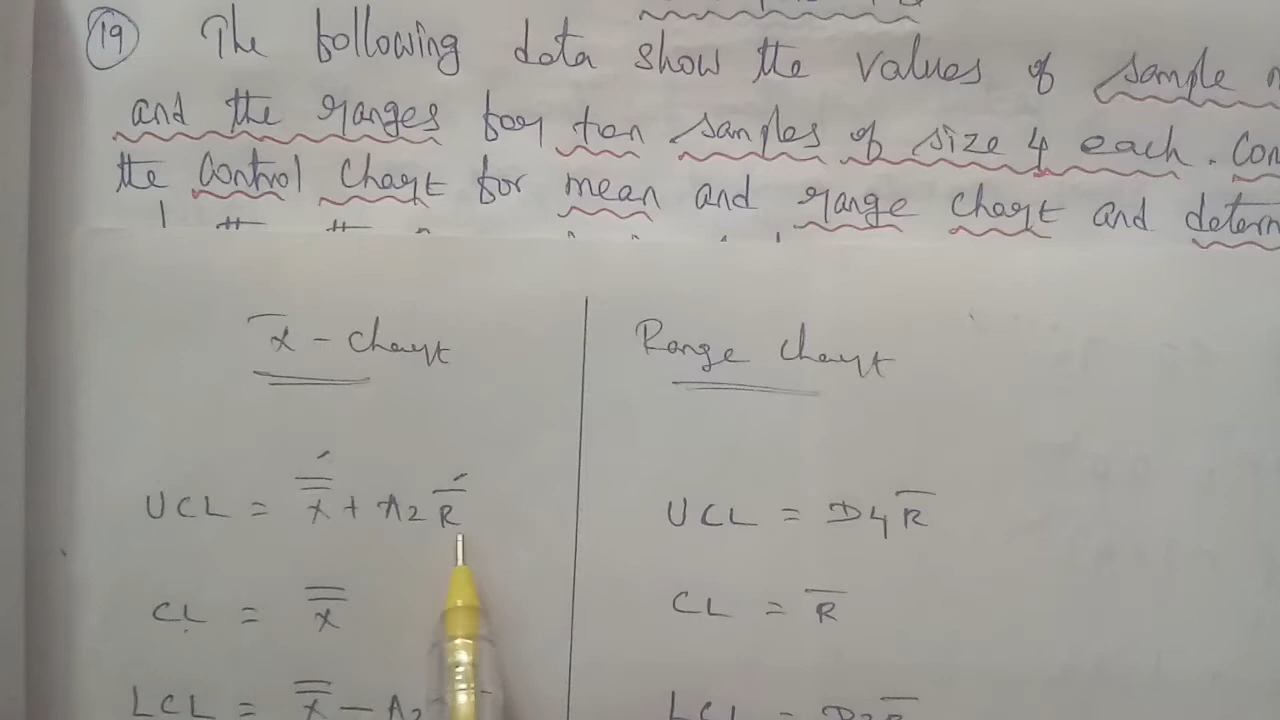 19 The following data show the values of sample
and the ranges for ten samples of size 4 each. Con
the control chart for mean and range chart and determ
x̄ - chart
Range chart
UCL = x̿ + A2 R̄
UCL = D4 R̄
CL = x̿
CL = R̄
LCL = x̿ - A2
LCL = D3 R̄